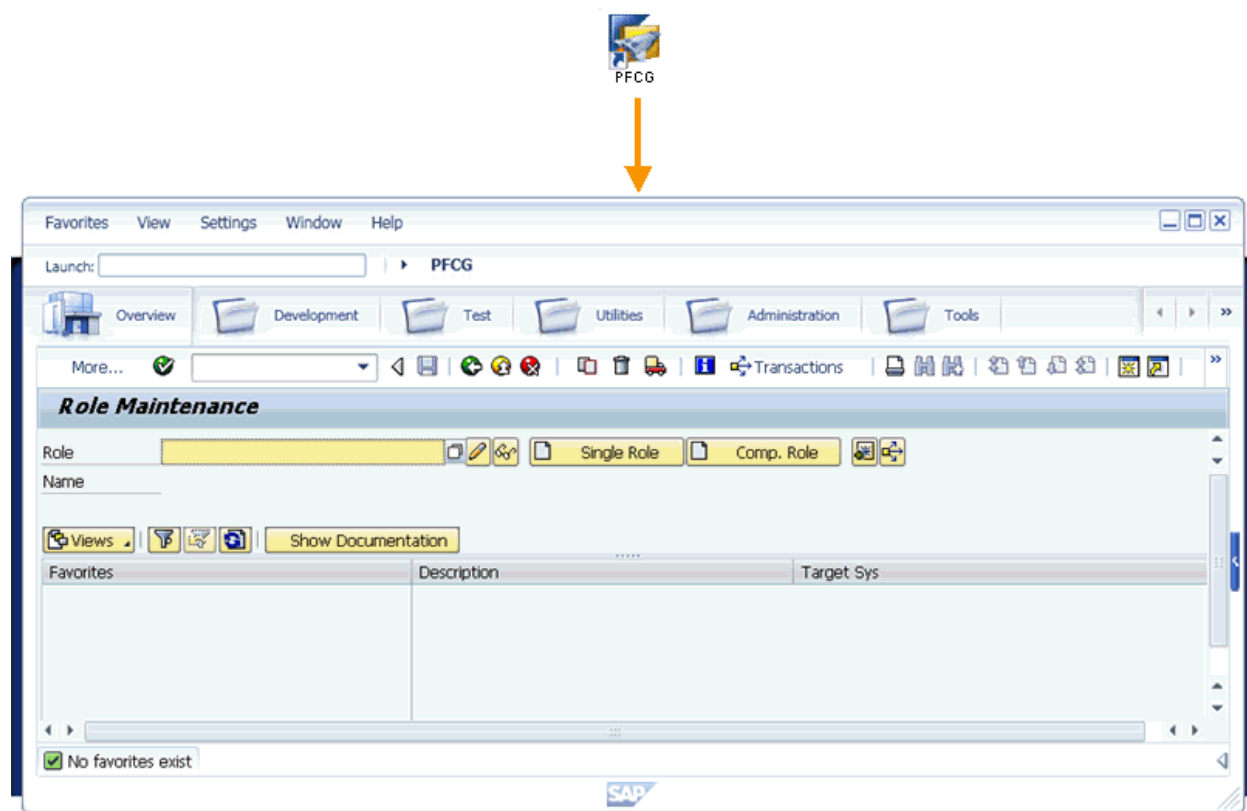 PFCG
Favorites View Settings Window Help
Launch: PFCG
Overview Development Test Utilities Administration Tools
More... Transactions
Role Maintenance
Role Single Role Comp. Role
Name
Views Show Documentation
Favorites Description Target Sys
No favorites exist
SAP